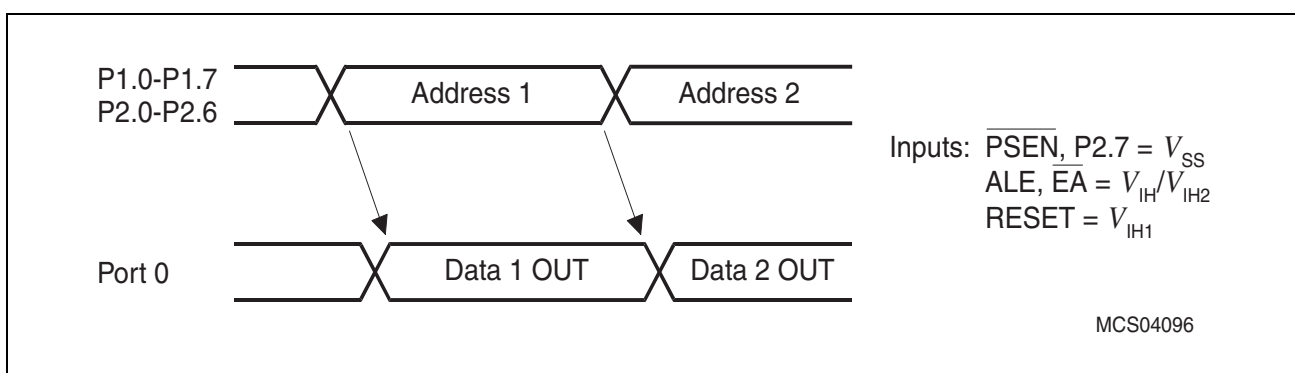 P1.0-P1.7
P2.0-P2.6
Address 1
Address 2
Inputs: PSEN, P2.7 = VSS
ALE, EA = VIH/VIH2
RESET = VIH1
Port 0
Data 1 OUT
Data 2 OUT
MCS04096